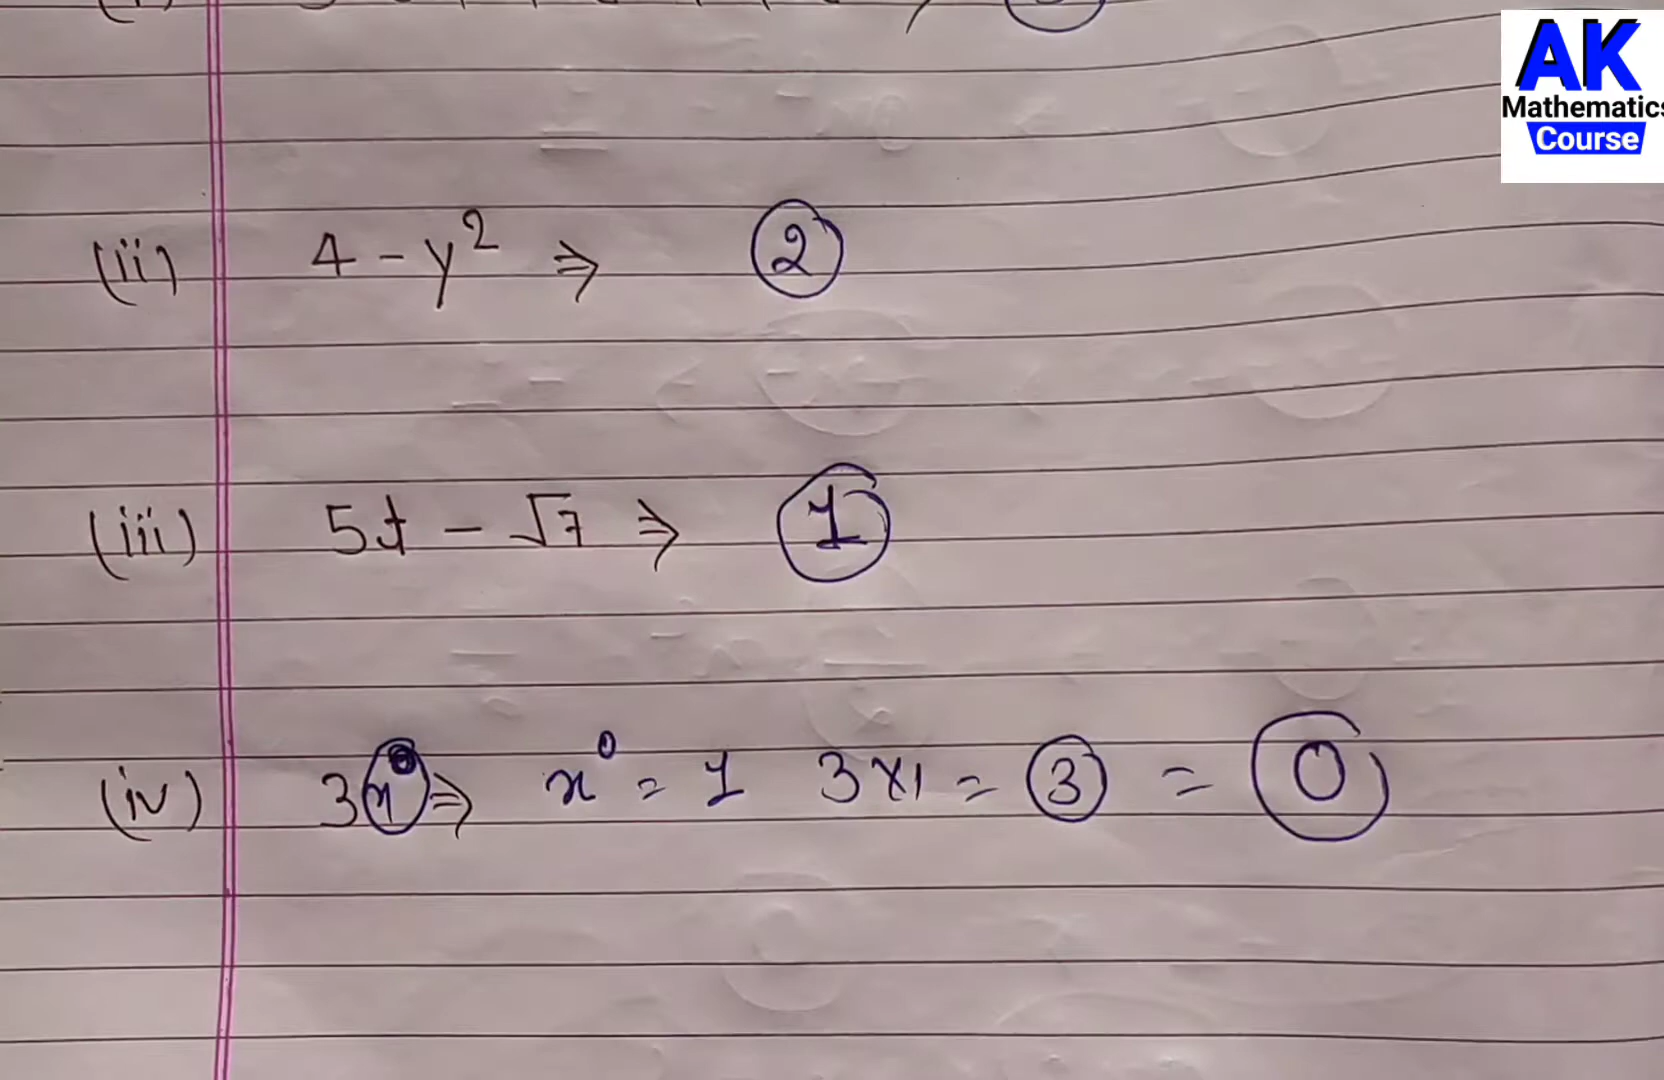 AK
Mathematics
Course
(ii) 4 - y² ⇒ 2
(iii) 5t - √7 ⇒ 1
(iv) 3x⁰ ⇒ x⁰ = 1 3×1 = 3 = 0